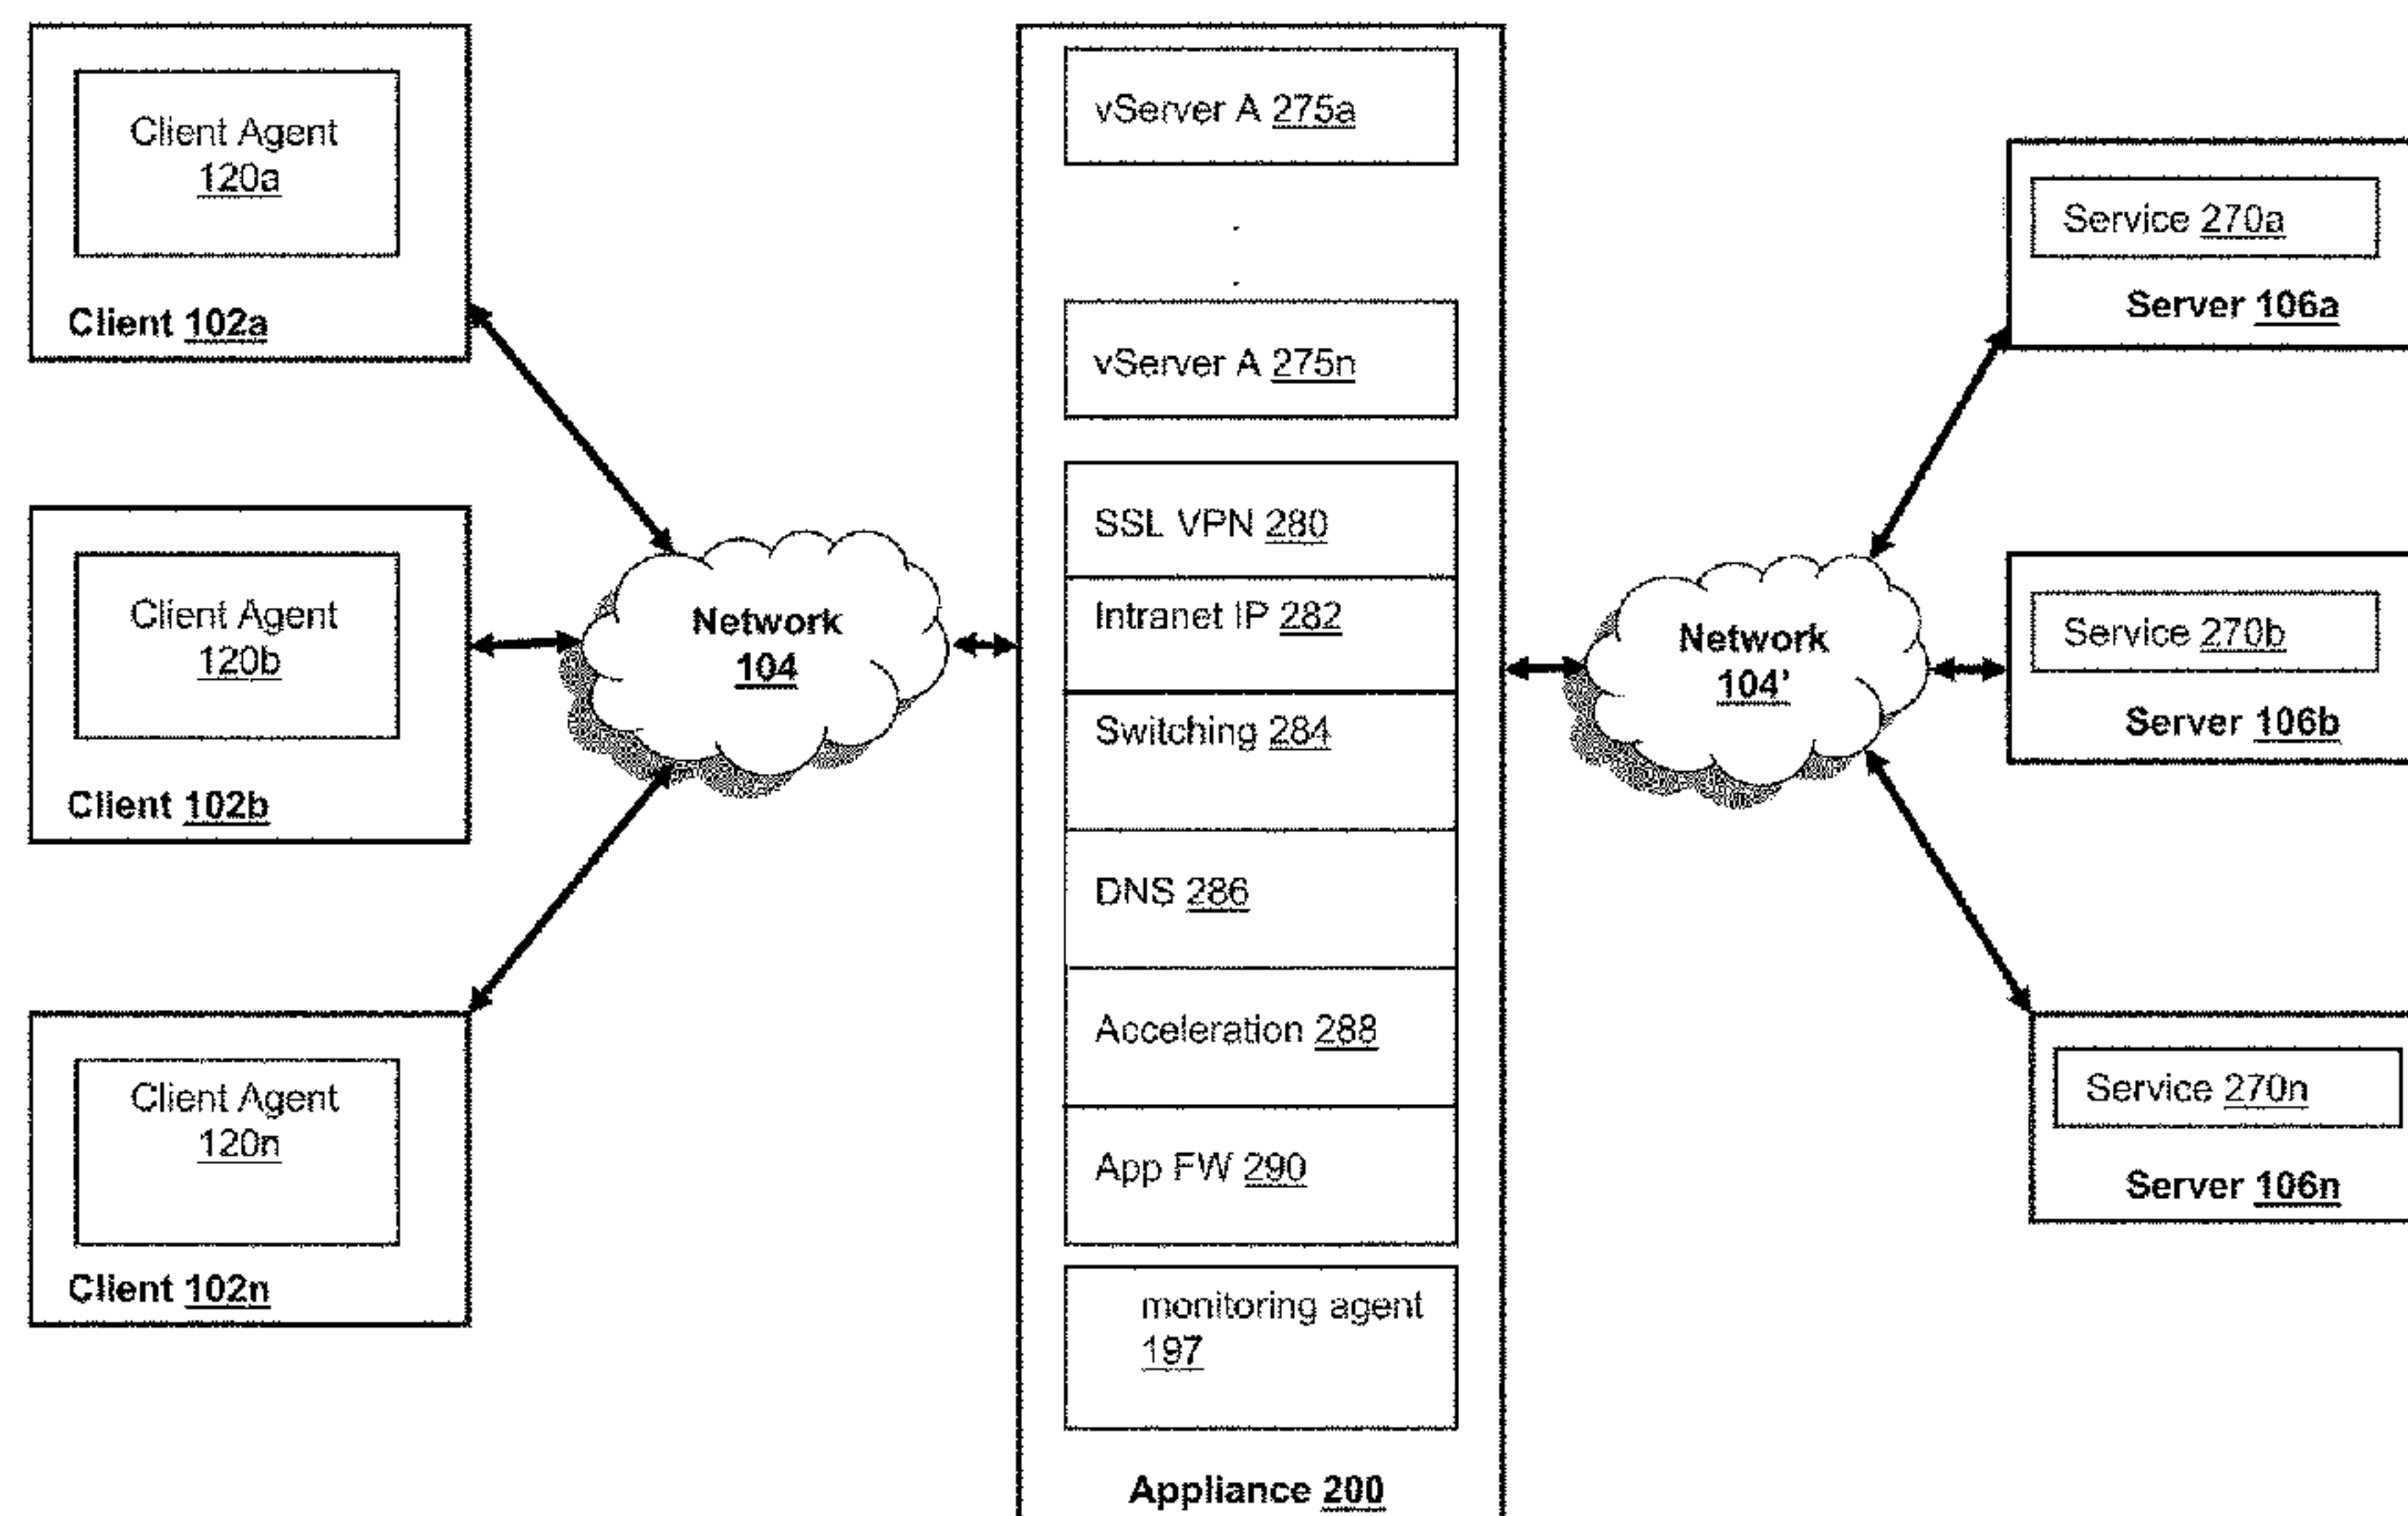 Client Agent
120a
Client 102a
Client Agent
120b
Client 102b
Client Agent
120n
Client 102n
Network
104
vServer A 275a
.
.
vServer A 275n
SSL VPN 280
Intranet IP 282
Switching 284
DNS 286
Acceleration 288
App FW 290
monitoring agent
197
Appliance 200
Network
104'
Service 270a
Server 106a
Service 270b
Server 106b
Service 270n
Server 106n